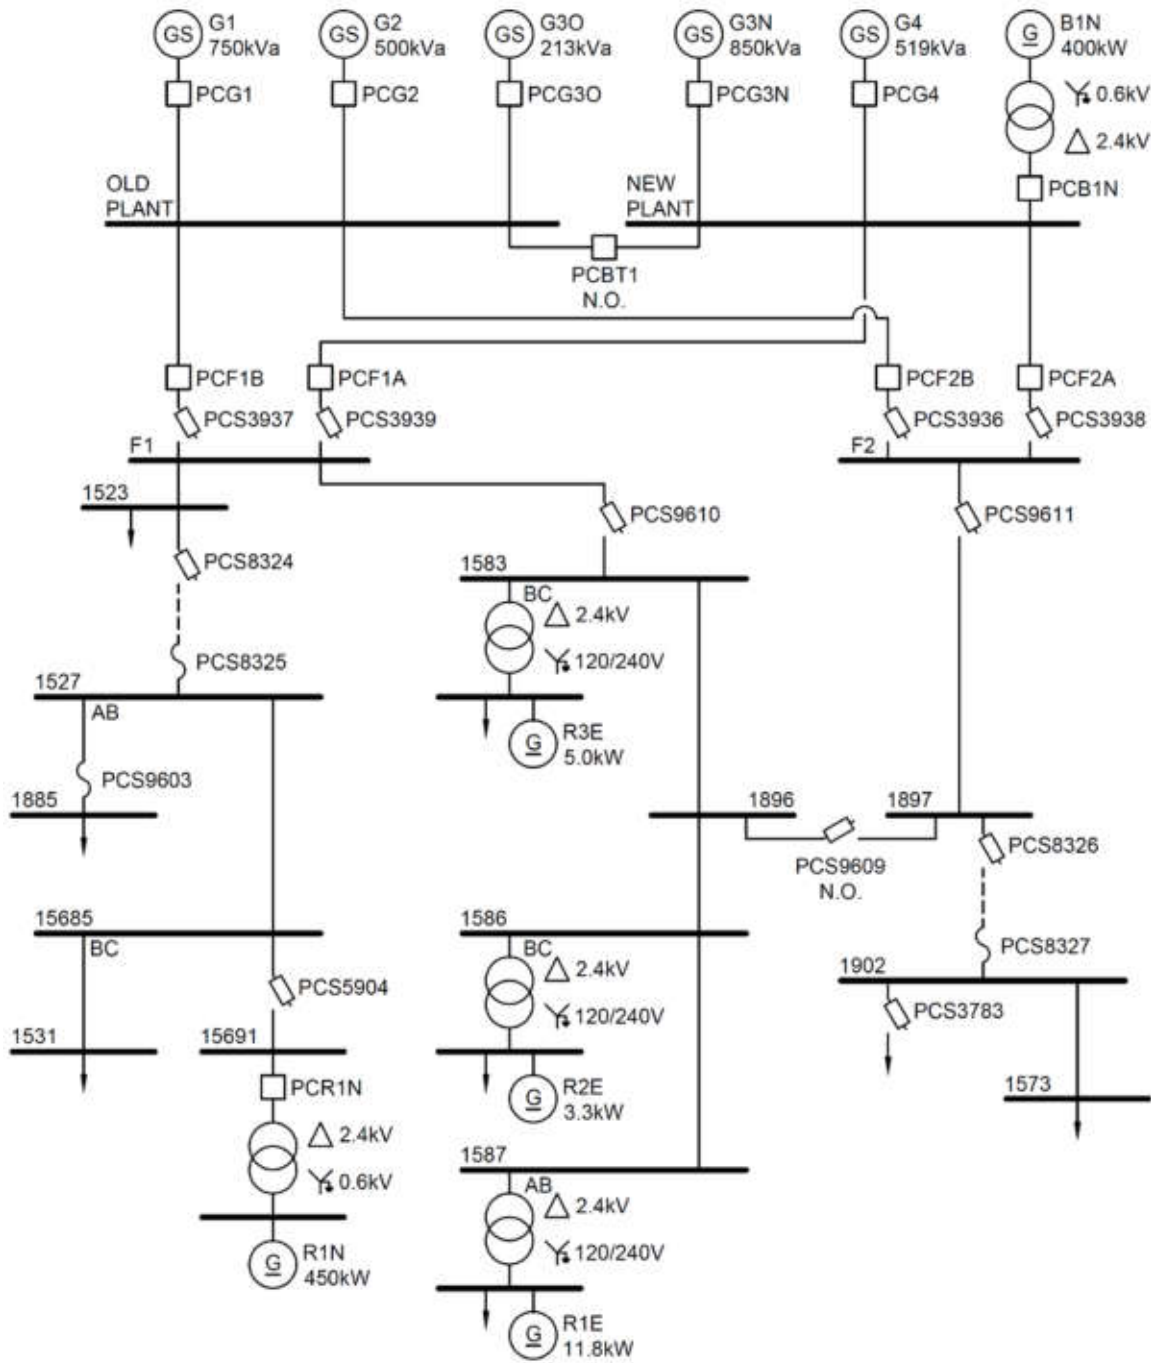 GS
G1
750kVa
GS
G2
500kVa
GS
G3O
213kVa
GS
G3N
850kVa
GS
G4
519kVa
G
B1N
400kW
PCG1
PCG2
PCG3O
PCG3N
PCG4
0.6kV
2.4kV
PCB1N
OLD
PLANT
NEW
PLANT
PCBT1
N.O.
PCF1B
PCF1A
PCF2B
PCF2A
PCS3937
PCS3939
PCS3936
PCS3938
F1
F2
1523
PCS9610
PCS9611
PCS8324
1583
BC
2.4kV
120/240V
PCS8325
1527
AB
R3E
5.0kW
G
PCS9603
1885
1896
1897
PCS9609
N.O.
PCS8326
15685
BC
1586
BC
2.4kV
120/240V
PCS8327
1902
PCS5904
PCS3783
1531
15691
PCR1N
G
R2E
3.3kW
1573
2.4kV
0.6kV
1587
AB
2.4kV
120/240V
G
R1N
450kW
G
R1E
11.8kW